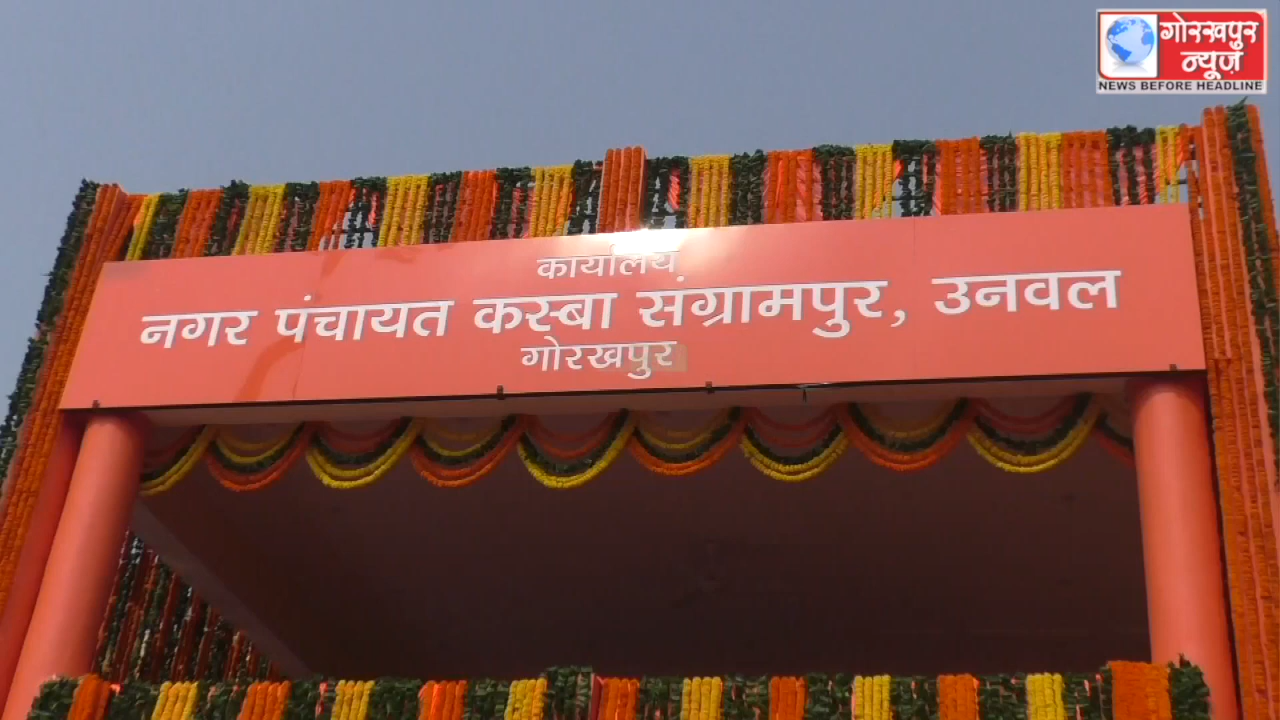 गोरखपुर
न्यूज़
NEWS BEFORE HEADLINE
कार्यालय
नगर पंचायत कस्बा संग्रामपुर, उनवल
गोरखपुर